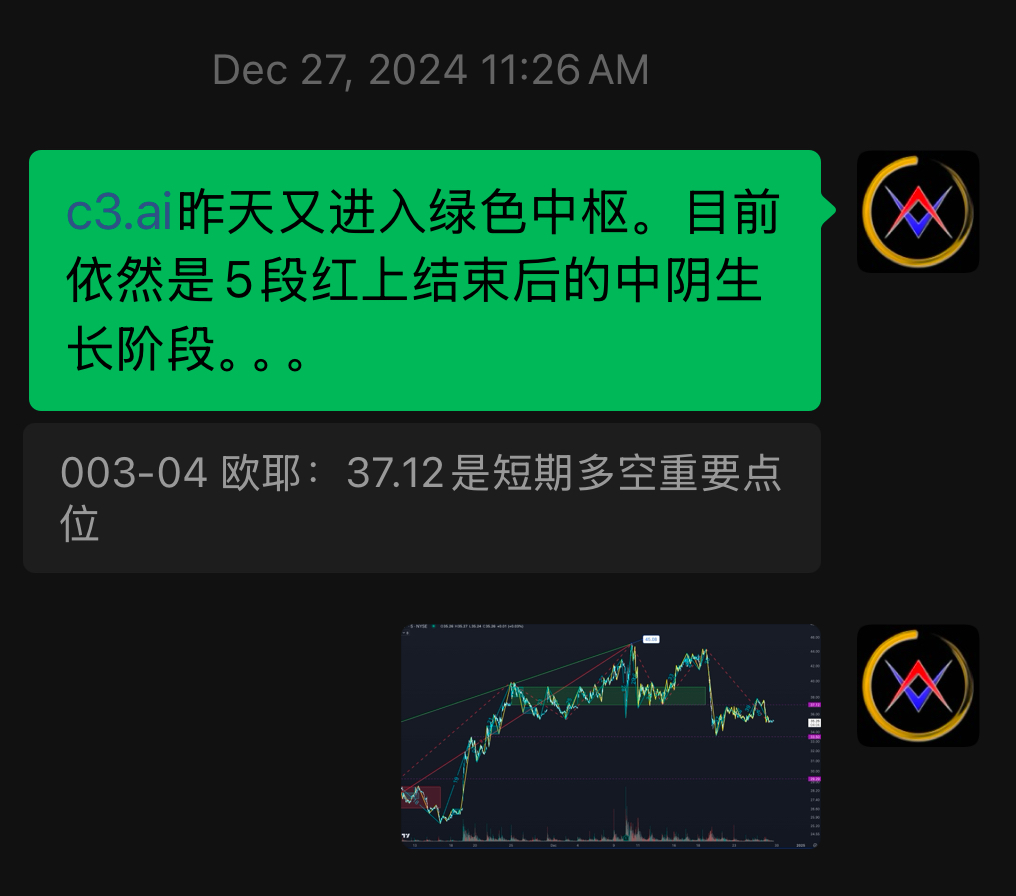 Dec 27, 2024 11:26 AM
c3.ai昨天又进入绿色中枢。目前
依然是5段红上结束后的中阴生
长阶段。。。
003-04 欧耶：37.12是短期多空重要点
位